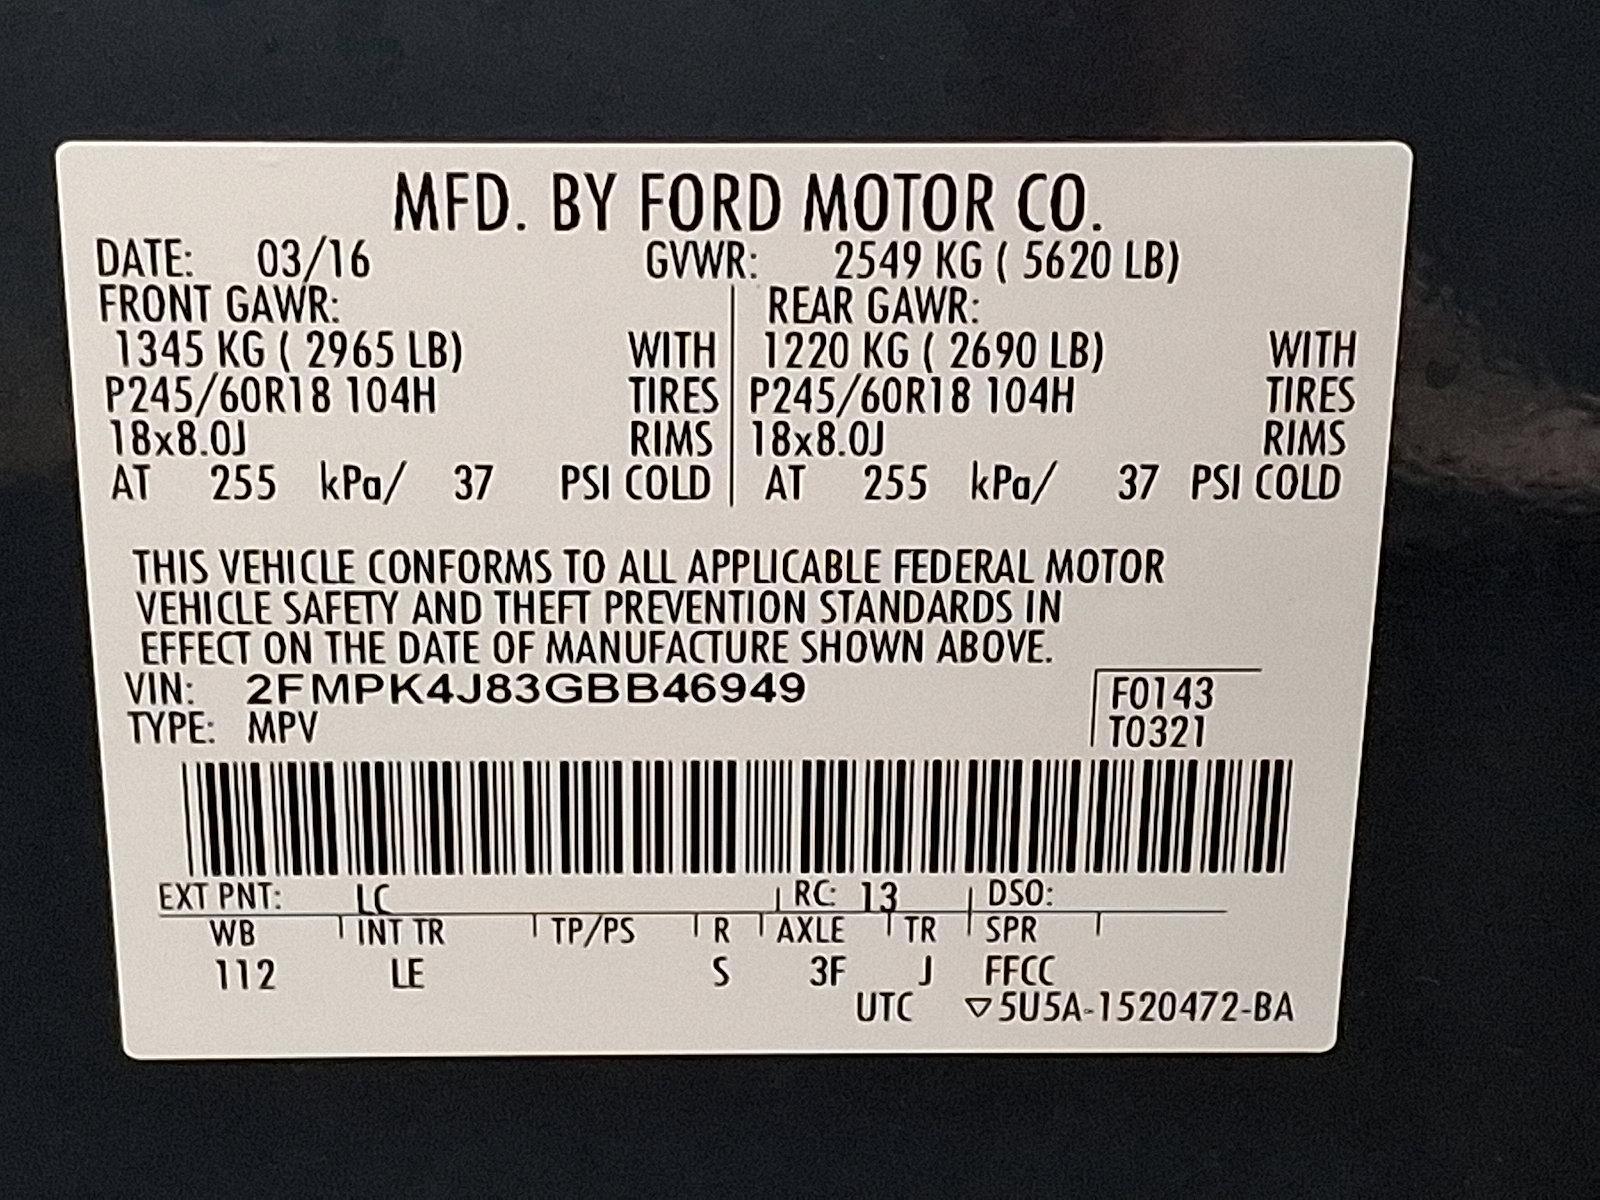 MFD. BY FORD MOTOR CO.
DATE: 03/16 GVWR: 2549 KG ( 5620 LB)
FRONT GAWR: REAR GAWR:
1345 KG ( 2965 LB) WITH 1220 KG ( 2690 LB) WITH
P245/60R18 104H TIRES P245/60R18 104H TIRES
18x8.0J RIMS 18x8.0J RIMS
AT 255 kPa/ 37 PSI COLD AT 255 kPa/ 37 PSI COLD
THIS VEHICLE CONFORMS TO ALL APPLICABLE FEDERAL MOTOR
VEHICLE SAFETY AND THEFT PREVENTION STANDARDS IN
EFFECT ON THE DATE OF MANUFACTURE SHOWN ABOVE.
VIN: 2FMPK4J83GBB46949 F0143
TYPE: MPV T0321
EXT PNT: LC RC: 13 DSO:
WB INT TR TP/PS R AXLE TR SPR
112 LE S 3F J FFCC
UTC ▽5U5A-1520472-BA